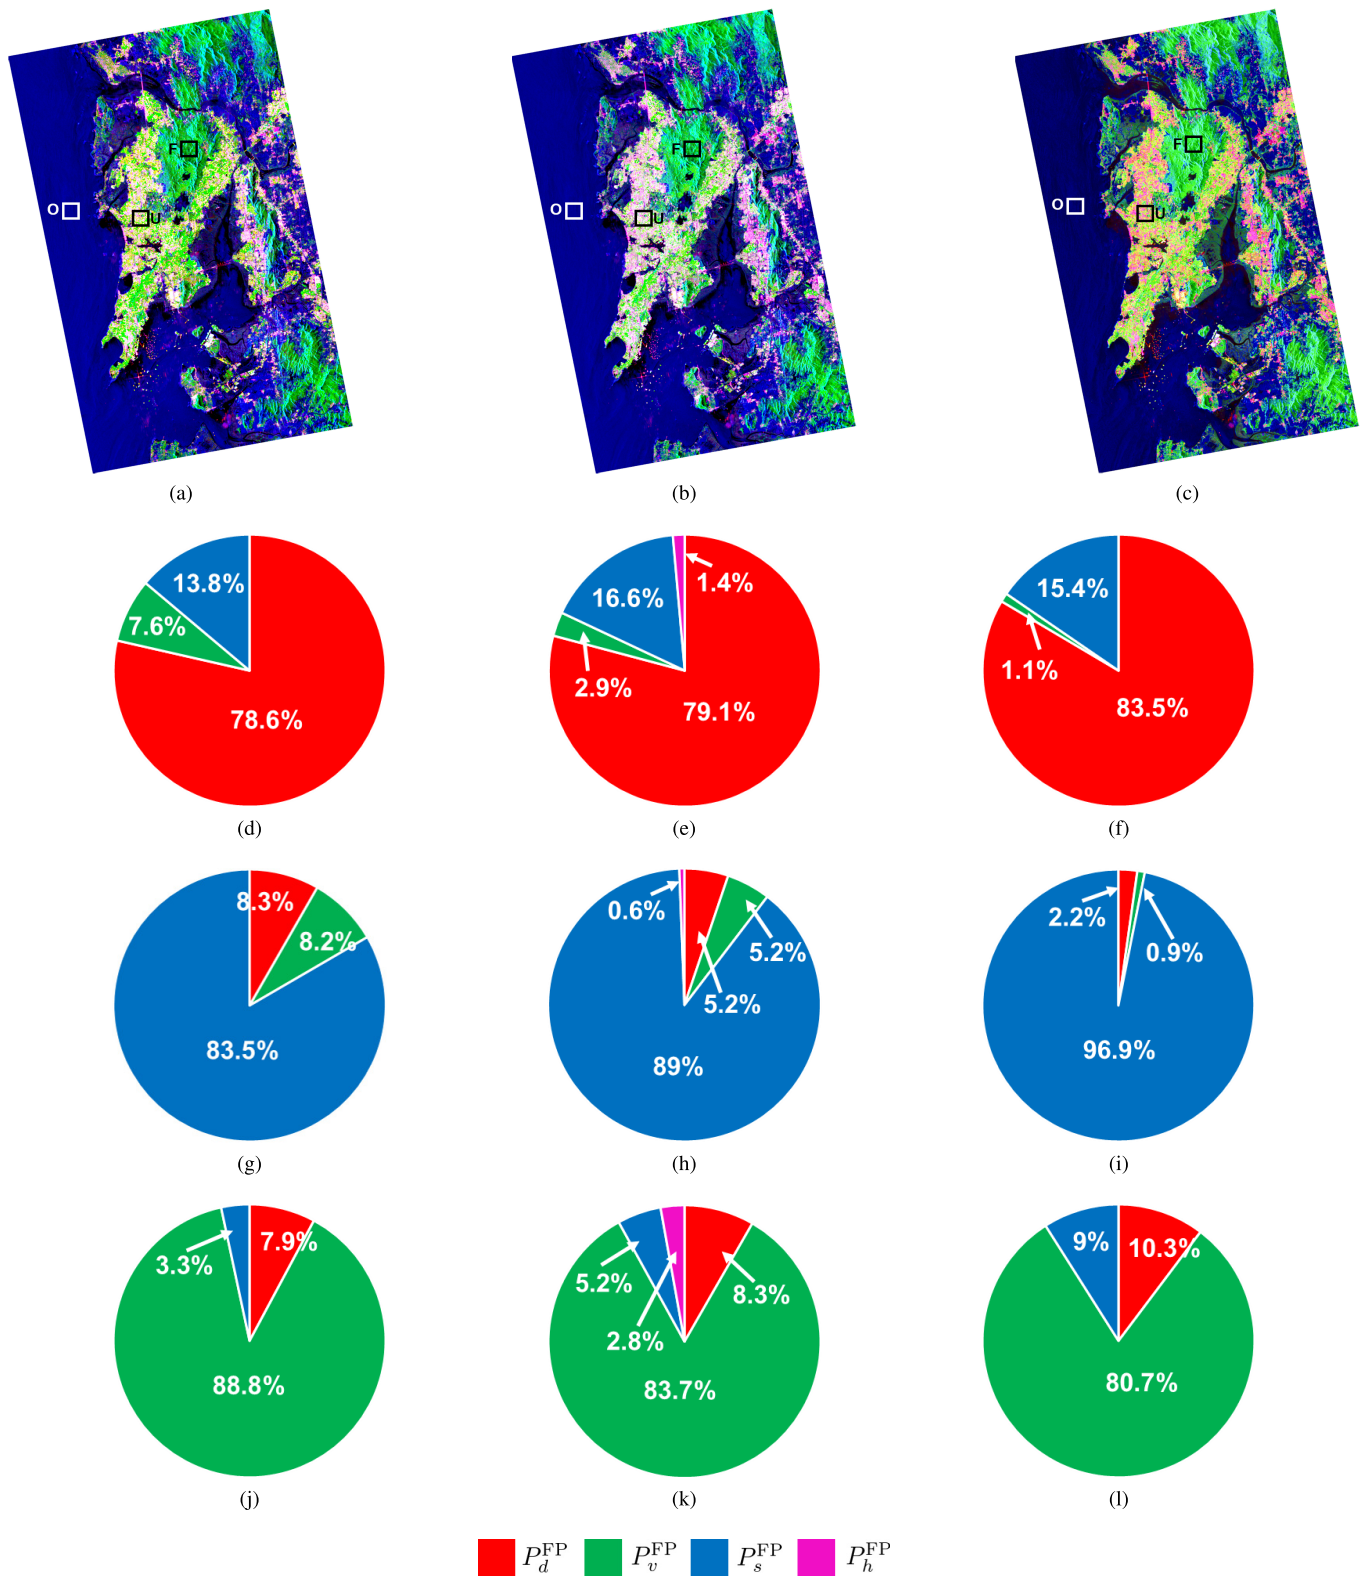 F
O
U
F
O
U
F
O
U
(a)
(b)
(c)
13.8%
7.6%
78.6%
16.6%
1.4%
2.9%
79.1%
15.4%
1.1%
83.5%
(d)
(e)
(f)
8.3%
8.2%
83.5%
0.6%
5.2%
5.2%
89%
2.2%
0.9%
96.9%
(g)
(h)
(i)
3.3%
7.9%
88.8%
5.2%
2.8%
8.3%
83.7%
9%
10.3%
80.7%
(j)
(k)
(l)
P_d^FP P_v^FP P_s^FP P_h^FP